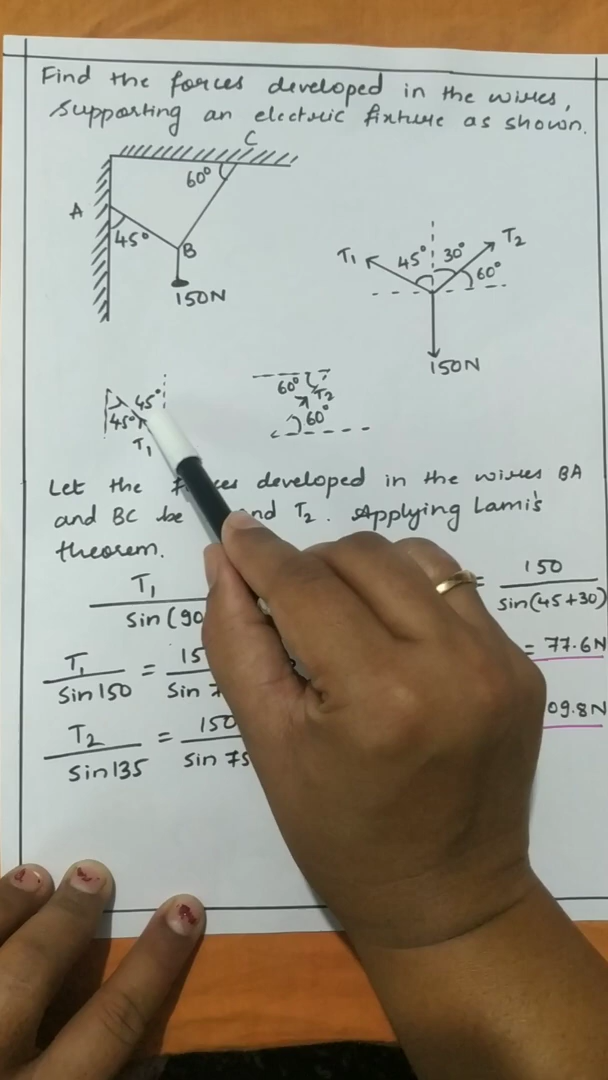 Find the forces developed in the wires,
Supporting an electric fixture as shown.
C
60°
A
45°
B
150N
T₁
45°
30°
T₂
60°
150N
45°
45°
T₁
60°
T₂
60°
Let the developed in the wires BA
and BC be and T₂. Applying Lami's
theorem.
T₁ / sin(90 = 150 / sin(45+30)
T₁ / Sin 150 = 15 / Sin 7 = 77.6N
T₂ / Sin 135 = 150 / Sin 75 09.8N